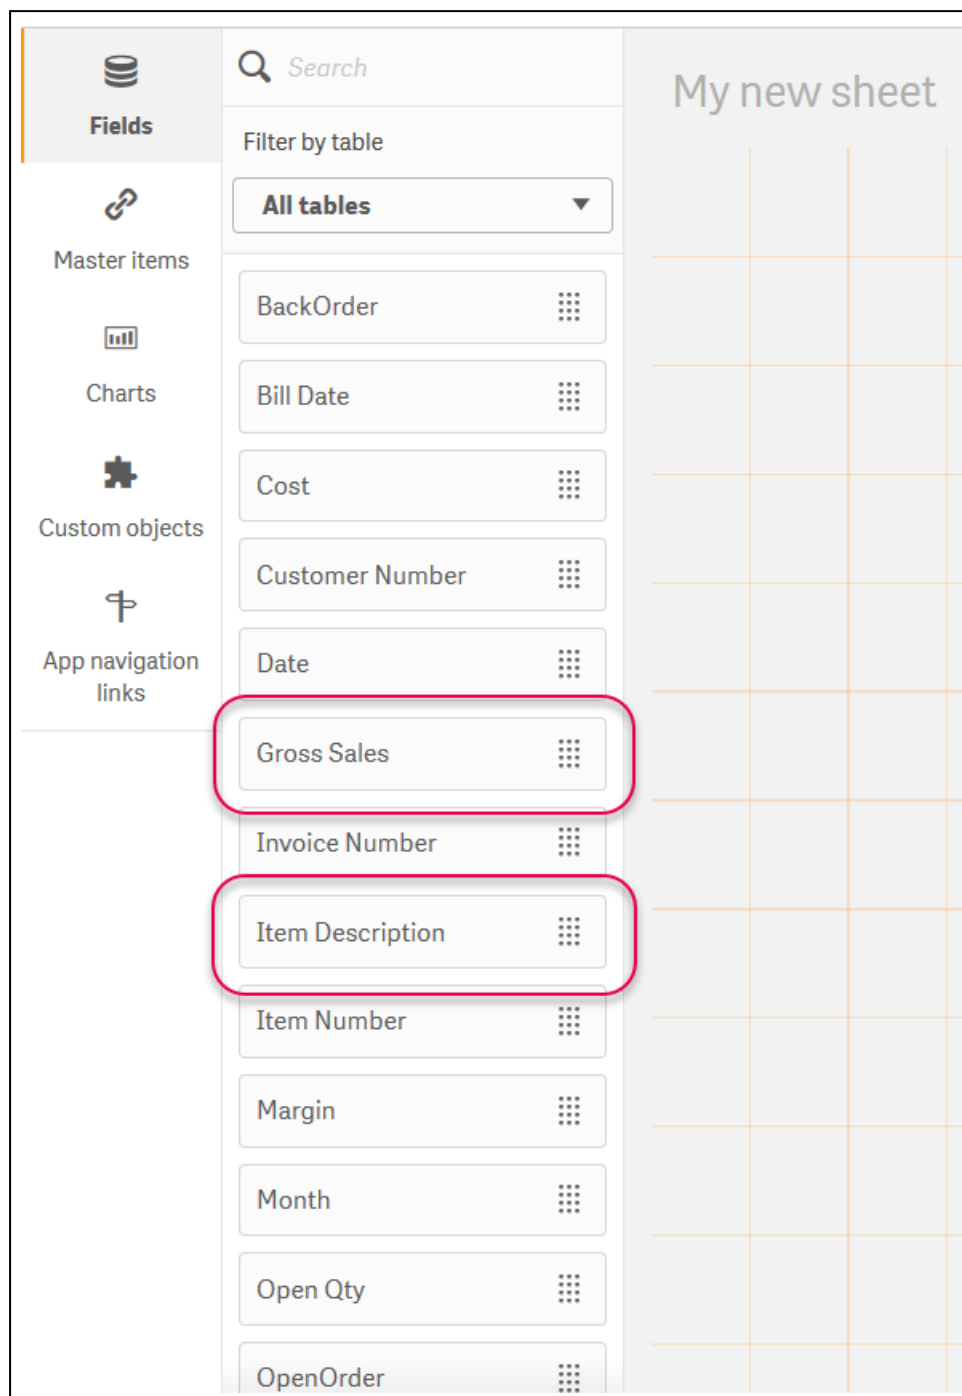 Fields
Master items
Charts
Custom objects
App navigation
links
Search
Filter by table
All tables
BackOrder
Bill Date
Cost
Customer Number
Date
Gross Sales
Invoice Number
Item Description
Item Number
Margin
Month
Open Qty
OpenOrder
My new sheet